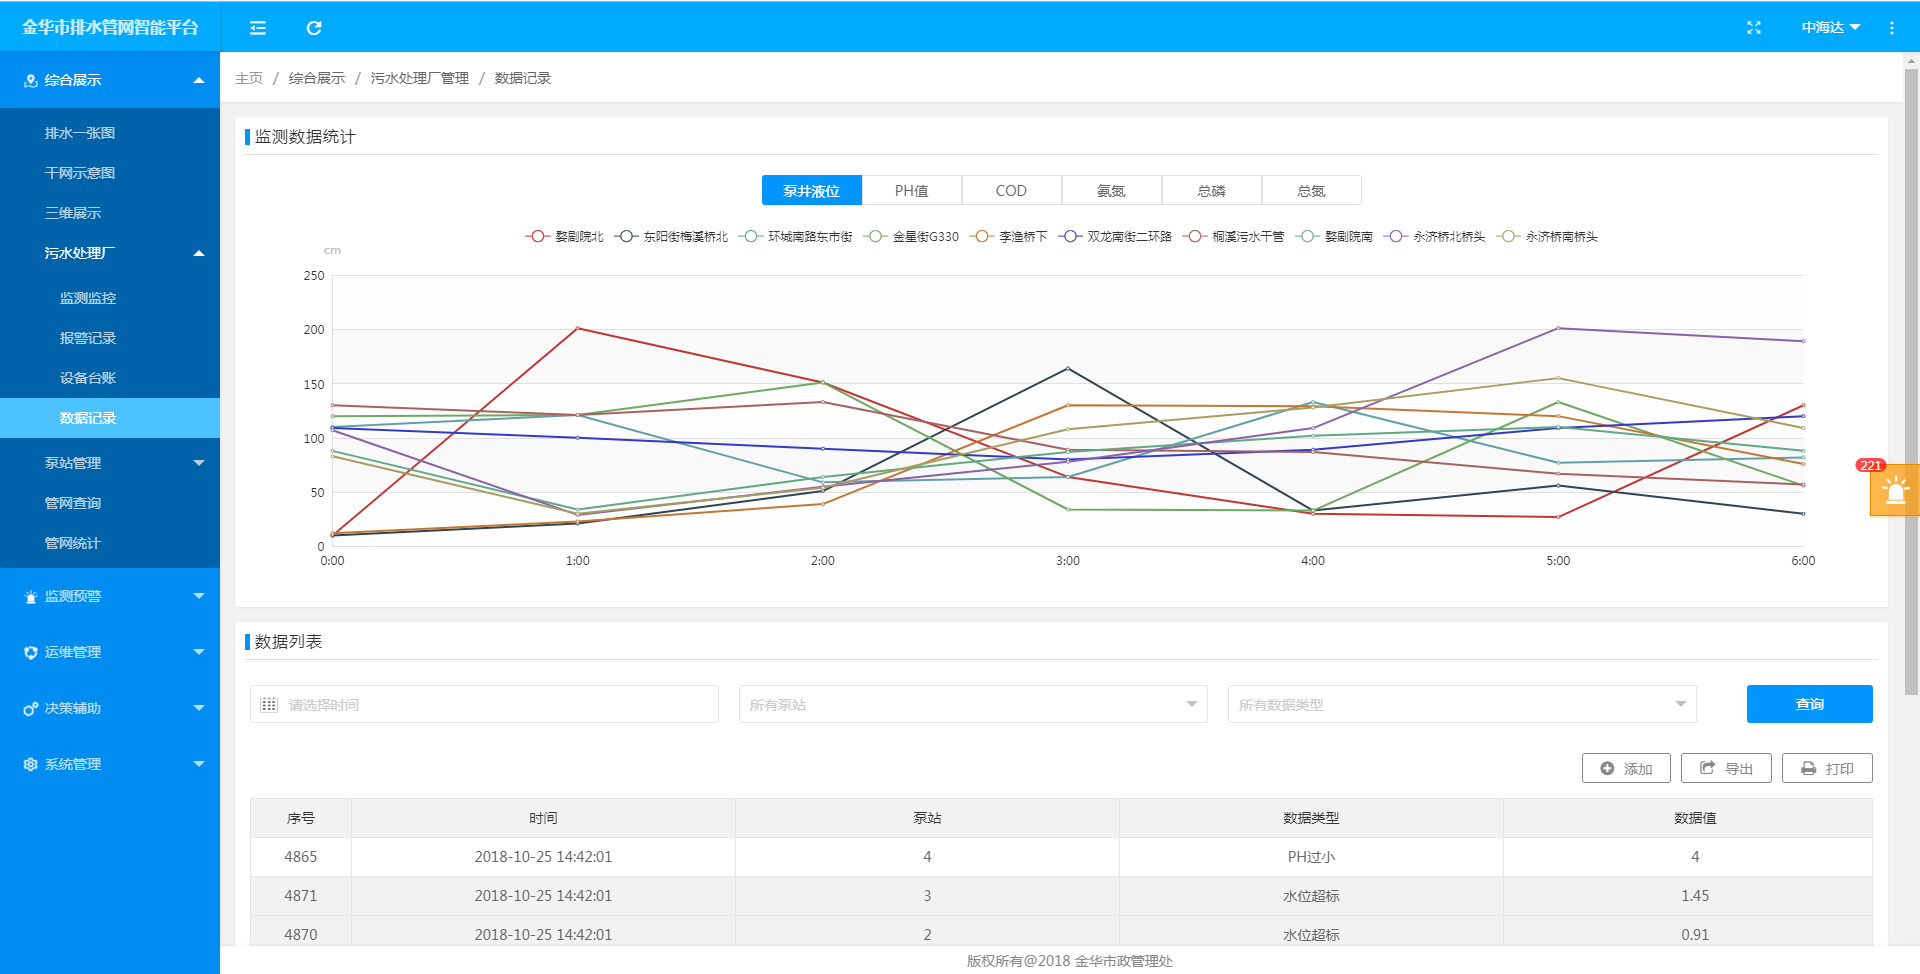 金华市排水管网智能平台
中海达
综合展示
排水一张图
干网示意图
三维展示
污水处理厂
监测监控
报警记录
设备台账
数据记录
泵站管理
管网查询
管网统计
监测预警
运维管理
决策辅助
系统管理
主页 / 综合展示 / 污水处理厂管理 / 数据记录
监测数据统计
泵井液位 PH值 COD 氨氮 总磷 总氮
婺剧院北 东阳街梅溪桥北 环城南路东市街 金星街G330 李渔桥下 双龙南街二环路 桐溪污水干管 婺剧院南 永济桥北桥头 永济桥南桥头
cm
250
200
150
100
50
0
0:00 1:00 2:00 3:00 4:00 5:00 6:00
221
数据列表
请选择时间 所有泵站 所有数据类型 查询
添加 导出 打印
序号 时间 泵站 数据类型 数据值
4865 2018-10-25 14:42:01 4 PH过小 4
4871 2018-10-25 14:42:01 3 水位超标 1.45
4870 2018-10-25 14:42:01 2 水位超标 0.91
版权所有@2018 金华市政管理处